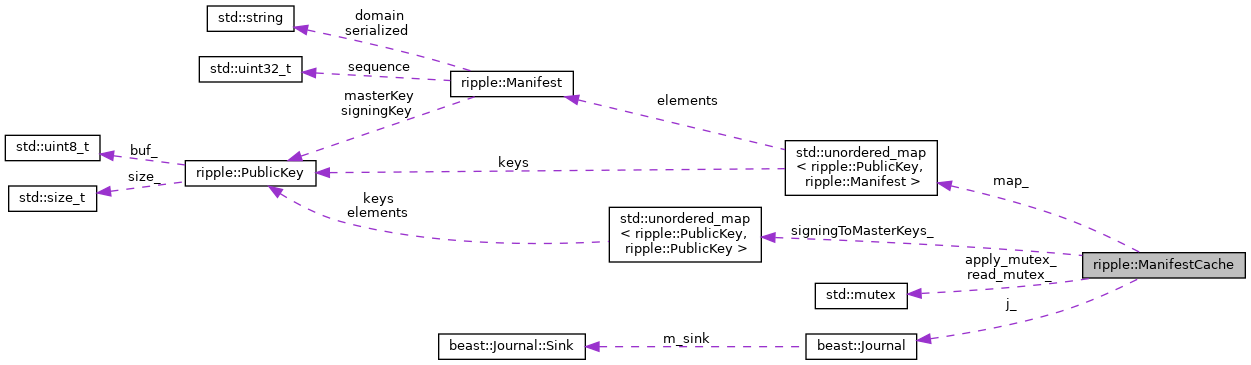 std::string
domain
serialized
std::uint32_t
sequence
ripple::Manifest
masterKey
signingKey
elements
std::uint8_t
buf_
size_
std::size_t
ripple::PublicKey
keys
std::unordered_map
< ripple::PublicKey,
ripple::Manifest >
map_
keys
elements
std::unordered_map
< ripple::PublicKey,
ripple::PublicKey >
signingToMasterKeys_
ripple::ManifestCache
apply_mutex_
read_mutex_
std::mutex
j_
beast::Journal::Sink
m_sink
beast::Journal